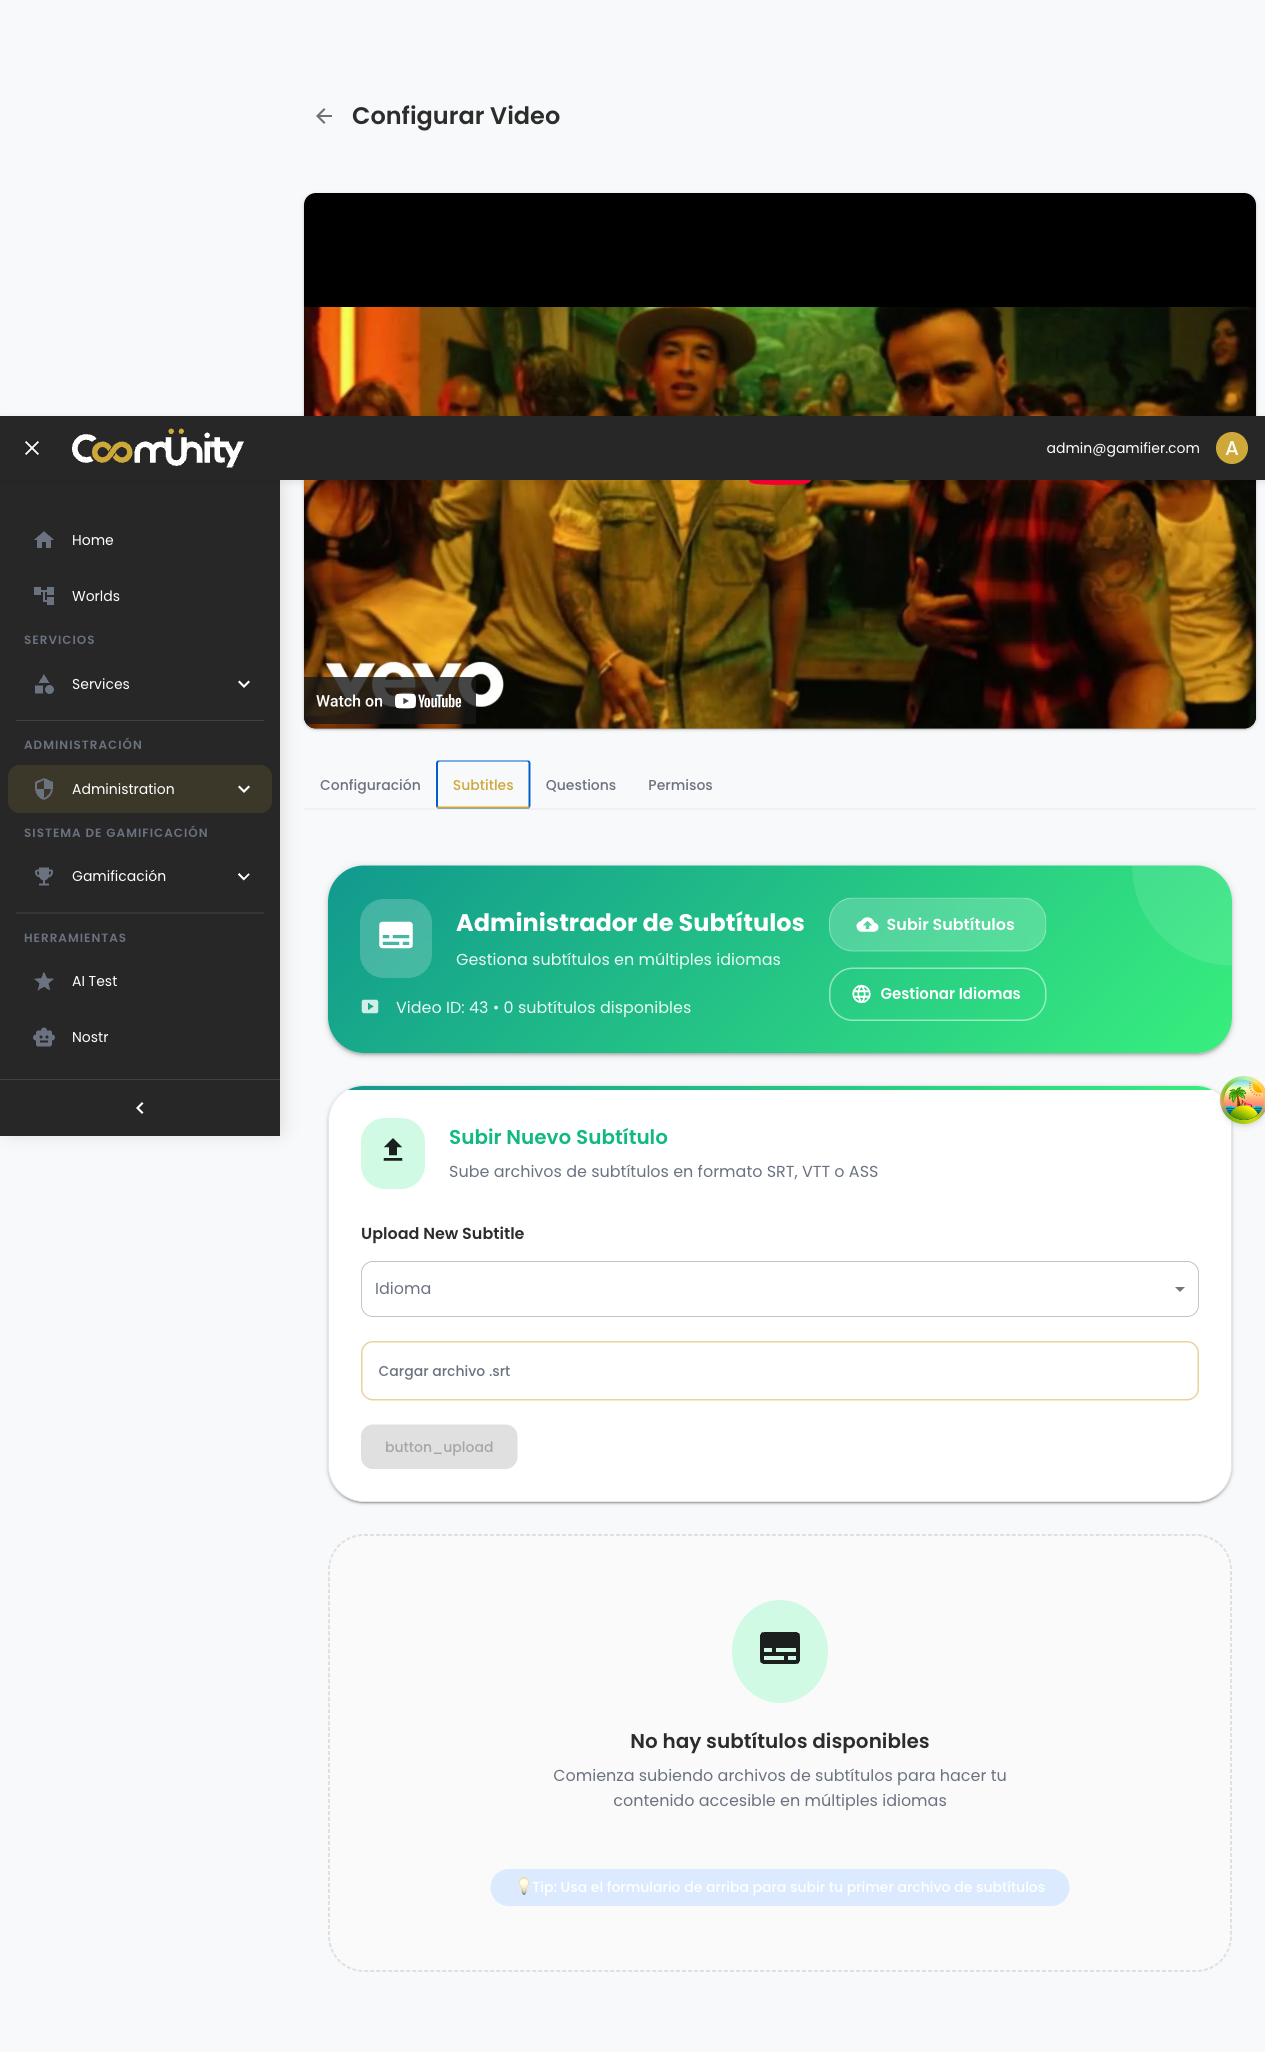 Configurar Video
CoomÜnity
admin@gamifier.com
A
Home
Worlds
SERVICIOS
Services
ADMINISTRACIÓN
Administration
SISTEMA DE GAMIFICACIÓN
Gamificación
HERRAMIENTAS
AI Test
Nostr
vevo
Watch on YouTube
Configuración
Subtitles
Questions
Permisos
Administrador de Subtítulos
Gestiona subtítulos en múltiples idiomas
Video ID: 43 • 0 subtítulos disponibles
Subir Subtítulos
Gestionar Idiomas
Subir Nuevo Subtítulo
Sube archivos de subtítulos en formato SRT, VTT o ASS
Upload New Subtitle
Idioma
Cargar archivo .srt
button_upload
No hay subtítulos disponibles
Comienza subiendo archivos de subtítulos para hacer tu
contenido accesible en múltiples idiomas
💡Tip: Usa el formulario de arriba para subir tu primer archivo de subtítulos